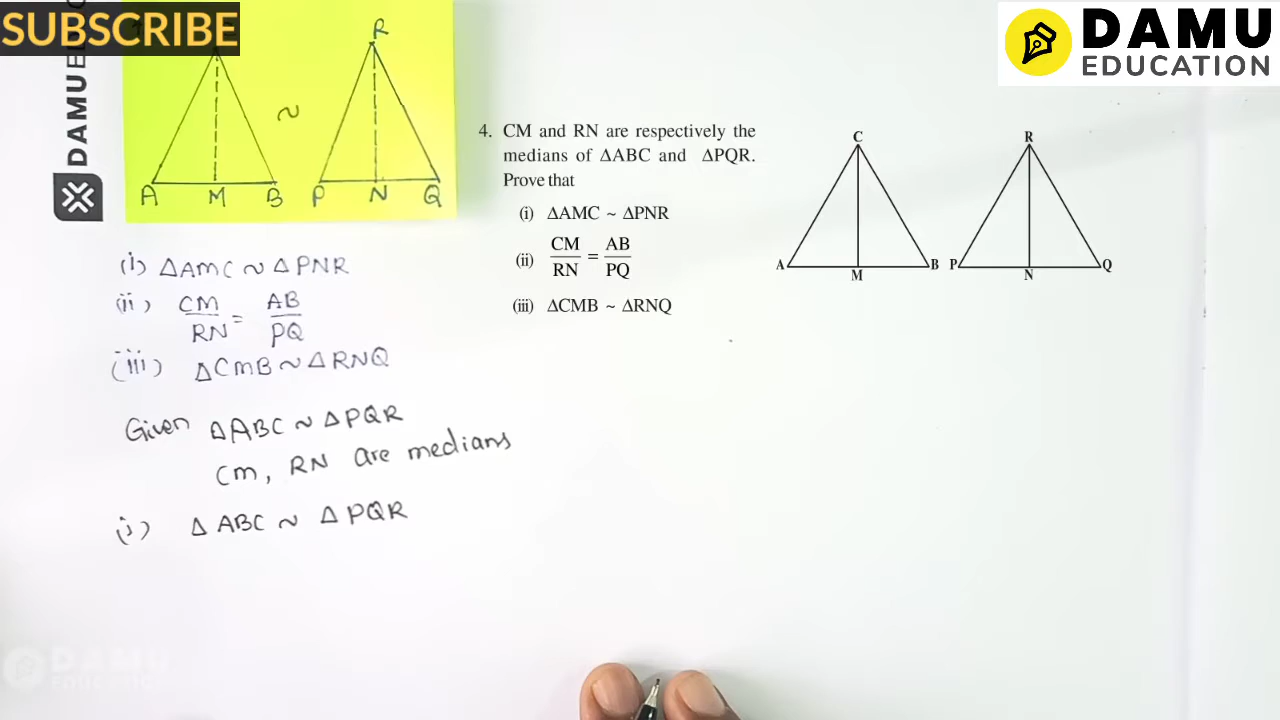 SUBSCRIBE
DAMU
R
A M B
~
P N Q
DAMU
EDUCATION
4. CM and RN are respectively the
medians of ΔABC and ΔPQR.
Prove that
(i) ΔAMC ~ ΔPNR
(ii) CM/RN = AB/PQ
(iii) ΔCMB ~ ΔRNQ
C
A M B
R
P N Q
(i) ΔAMC ~ ΔPNR
(ii) CM/RN = AB/PQ
(iii) ΔCMB ~ ΔRNQ
Given ΔABC ~ ΔPQR
CM, RN are medians
(i) ΔABC ~ ΔPQR
DAMU
EDUCATION